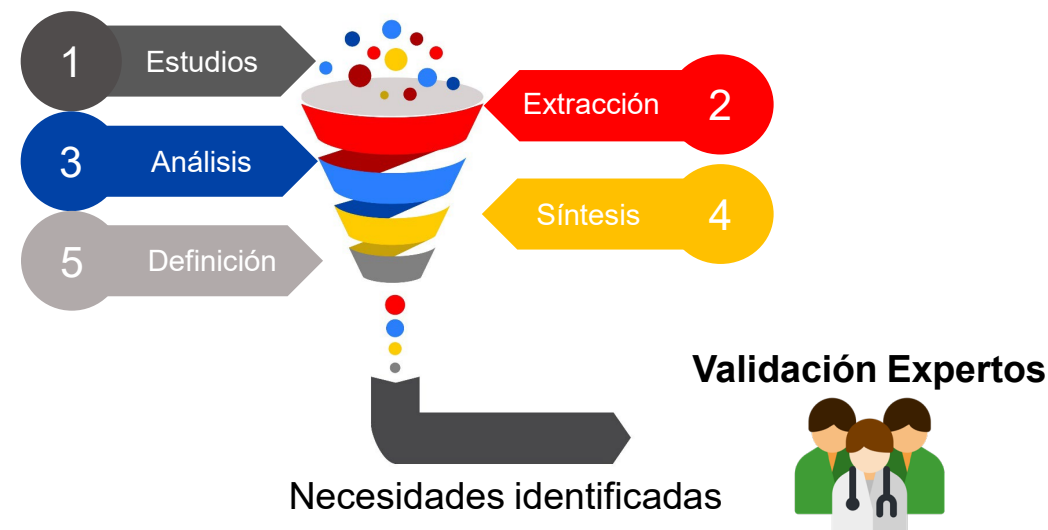 1 Estudios
Extracción 2
3 Análisis
Síntesis 4
5 Definición
Validación Expertos
Necesidades identificadas